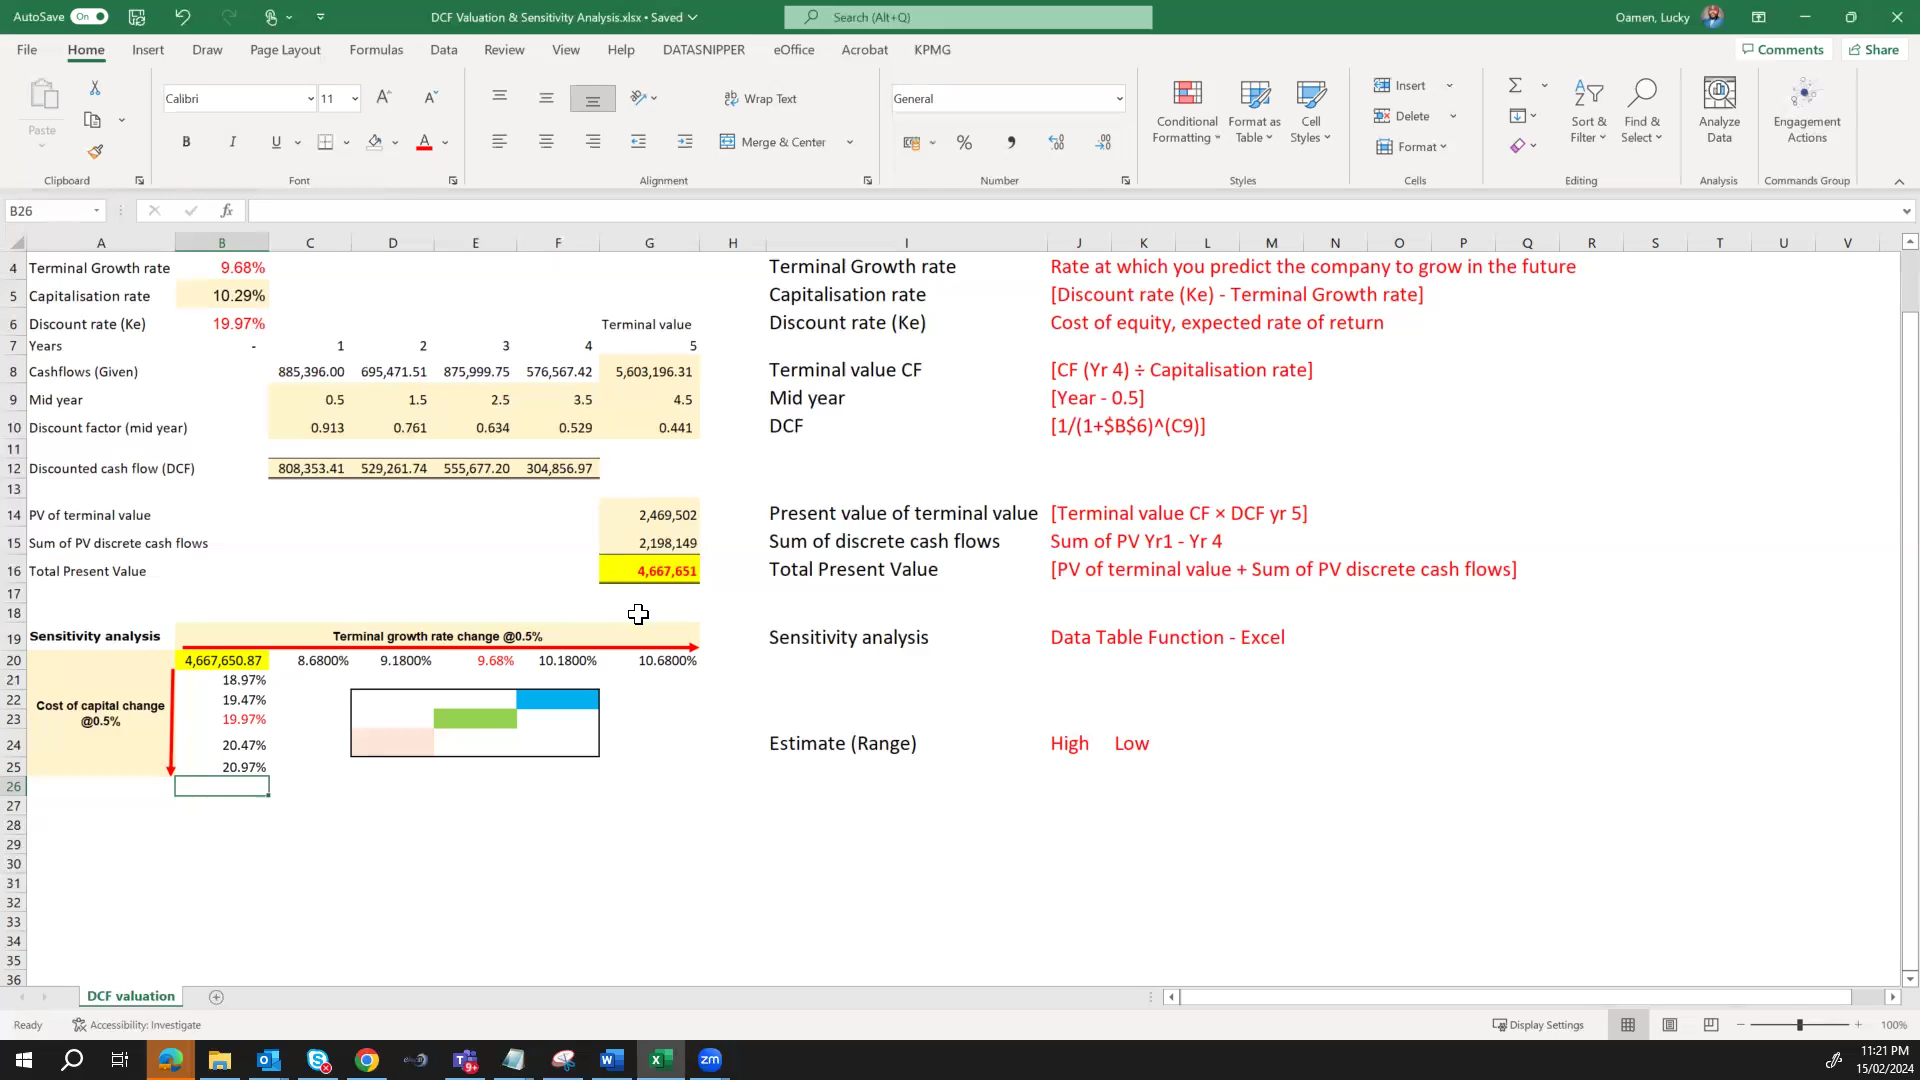 AutoSave On DCF Valuation & Sensitivity Analysis.xlsx • Saved Search (Alt+Q) Oamen, Lucky
File Home Insert Draw Page Layout Formulas Data Review View Help DATASNIPPER eOffice Acrobat KPMG Comments Share
Paste Calibri 11 Wrap Text General Conditional Formatting Format as Table Cell Styles Insert Sort & Filter Find & Select Analyze Data Engagement Actions
Delete
B I U Merge & Center % Format
Clipboard Font Alignment Number Styles Cells Editing Analysis Commands Group
B26 fx
A B C D E F G H I J K L M N O P Q R S T U V
4 Terminal Growth rate 9.68% Terminal Growth rate Rate at which you predict the company to grow in the future
5 Capitalisation rate 10.29% Capitalisation rate [Discount rate (Ke) - Terminal Growth rate]
6 Discount rate (Ke) 19.97% Terminal value Discount rate (Ke) Cost of equity, expected rate of return
7 Years - 1 2 3 4 5
8 Cashflows (Given) 885,396.00 695,471.51 875,999.75 576,567.42 5,603,196.31 Terminal value CF [CF (Yr 4) ÷ Capitalisation rate]
9 Mid year 0.5 1.5 2.5 3.5 4.5 Mid year [Year - 0.5]
10 Discount factor (mid year) 0.913 0.761 0.634 0.529 0.441 DCF [1/(1+$B$6)^(C9)]
11
12 Discounted cash flow (DCF) 808,353.41 529,261.74 555,677.20 304,856.97
13
14 PV of terminal value 2,469,502 Present value of terminal value [Terminal value CF × DCF yr 5]
15 Sum of PV discrete cash flows 2,198,149 Sum of discrete cash flows Sum of PV Yr1 - Yr 4
16 Total Present Value 4,667,651 Total Present Value [PV of terminal value + Sum of PV discrete cash flows]
17
18
19 Sensitivity analysis Terminal growth rate change @0.5% Sensitivity analysis Data Table Function - Excel
20 4,667,650.87 8.6800% 9.1800% 9.68% 10.1800% 10.6800%
21 18.97%
22 Cost of capital change 19.47%
23 @0.5% 19.97%
24 20.47% Estimate (Range) High Low
25 20.97%
26
27
28
29
30
31
32
33
34
35
36
DCF valuation
Ready Accessibility: Investigate Display Settings 100%
9+ zm 11:21 PM
15/02/2024